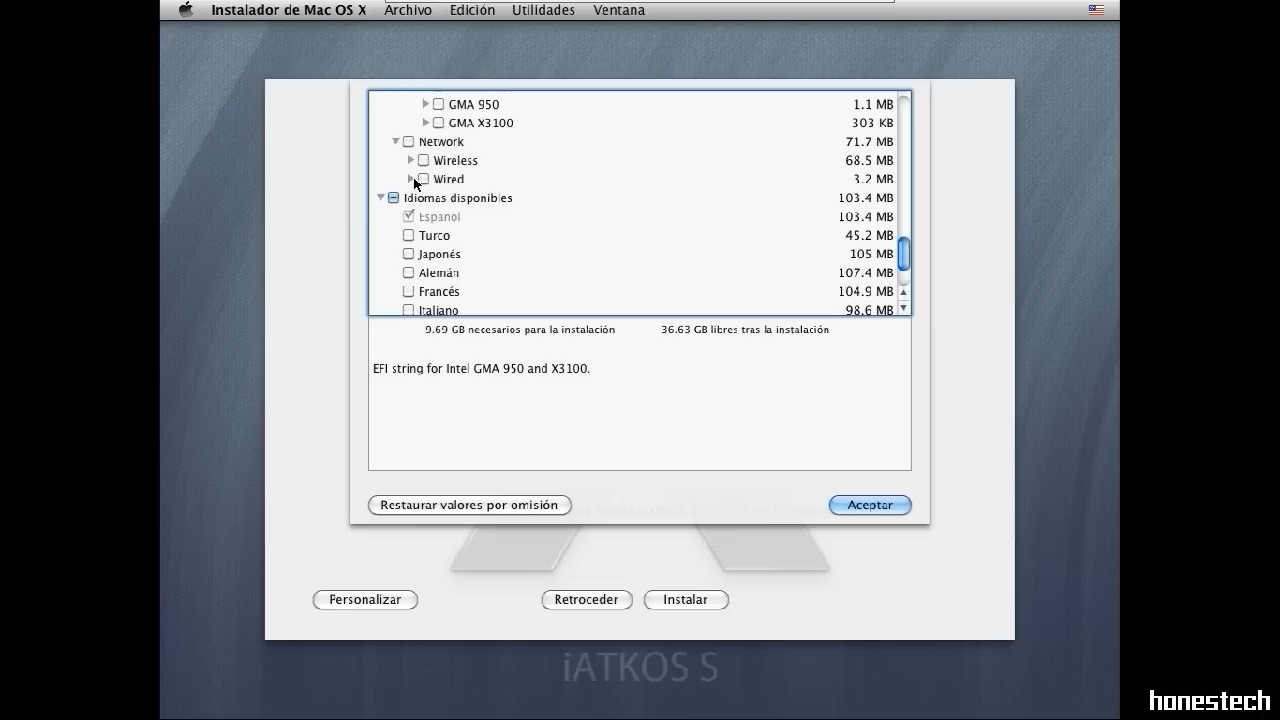 Instalador de Mac OS X Archivo Edición Utilidades Ventana
GMA 950 1.1 MB
GMA X3100 303 KB
Network 71.7 MB
Wireless 68.5 MB
Wired 3.2 MB
Idiomas disponibles 103.4 MB
Español 103.4 MB
Turco 45.2 MB
Japonés 105 MB
Alemán 107.4 MB
Francés 104.9 MB
Italiano 98.6 MB
9.69 GB necesarios para la instalación 36.63 GB libres tras la instalación
EFI string for Intel GMA 950 and X3100.
Restaurar valores por omisión Aceptar
Personalizar Retroceder Instalar
iATKOS S
honestech